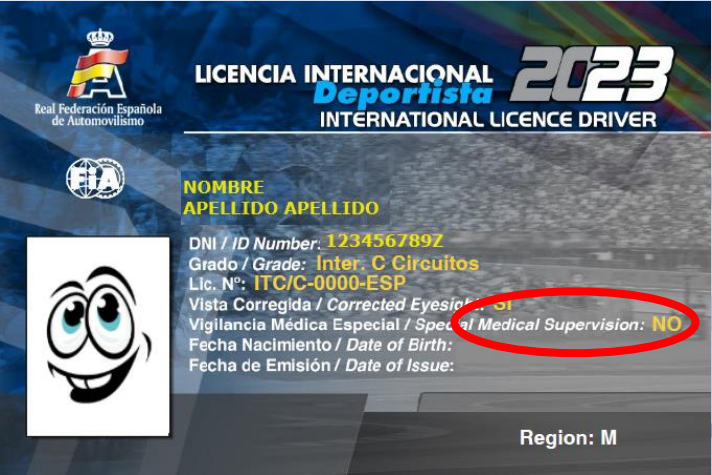 LICENCIA INTERNACIONAL
Deportista
2023
INTERNATIONAL LICENCE DRIVER
Real Federación Española
de Automovilismo
FiA
NOMBRE
APELLIDO APELLIDO
DNI / ID Number: 123456789Z
Grado / Grade: Inter. C Circuitos
Lic. Nº: ITC/C-0000-ESP
Vista Corregida / Corrected Eyesight: SI
Vigilancia Médica Especial / Special Medical Supervision: NO
Fecha Nacimiento / Date of Birth:
Fecha de Emisión / Date of Issue:
Region: M